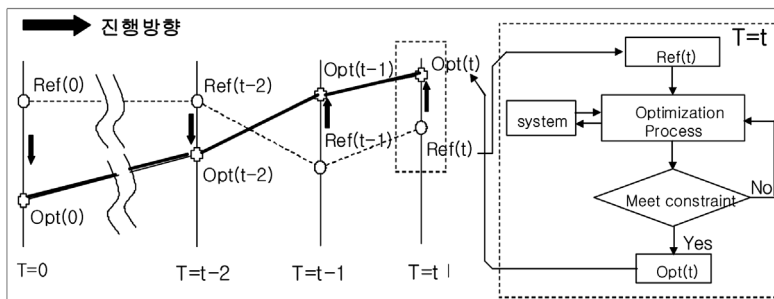 진행방향
Ref(0)
Ref(t-2)
Opt(t-1)
Opt(t)
Ref(t-1)
Ref(t)
Opt(t-2)
Opt(0)
T=0
T=t-2
T=t-1
T=t
T=t
Ref(t)
system
Optimization
Process
Meet constraint
No
Yes
Opt(t)